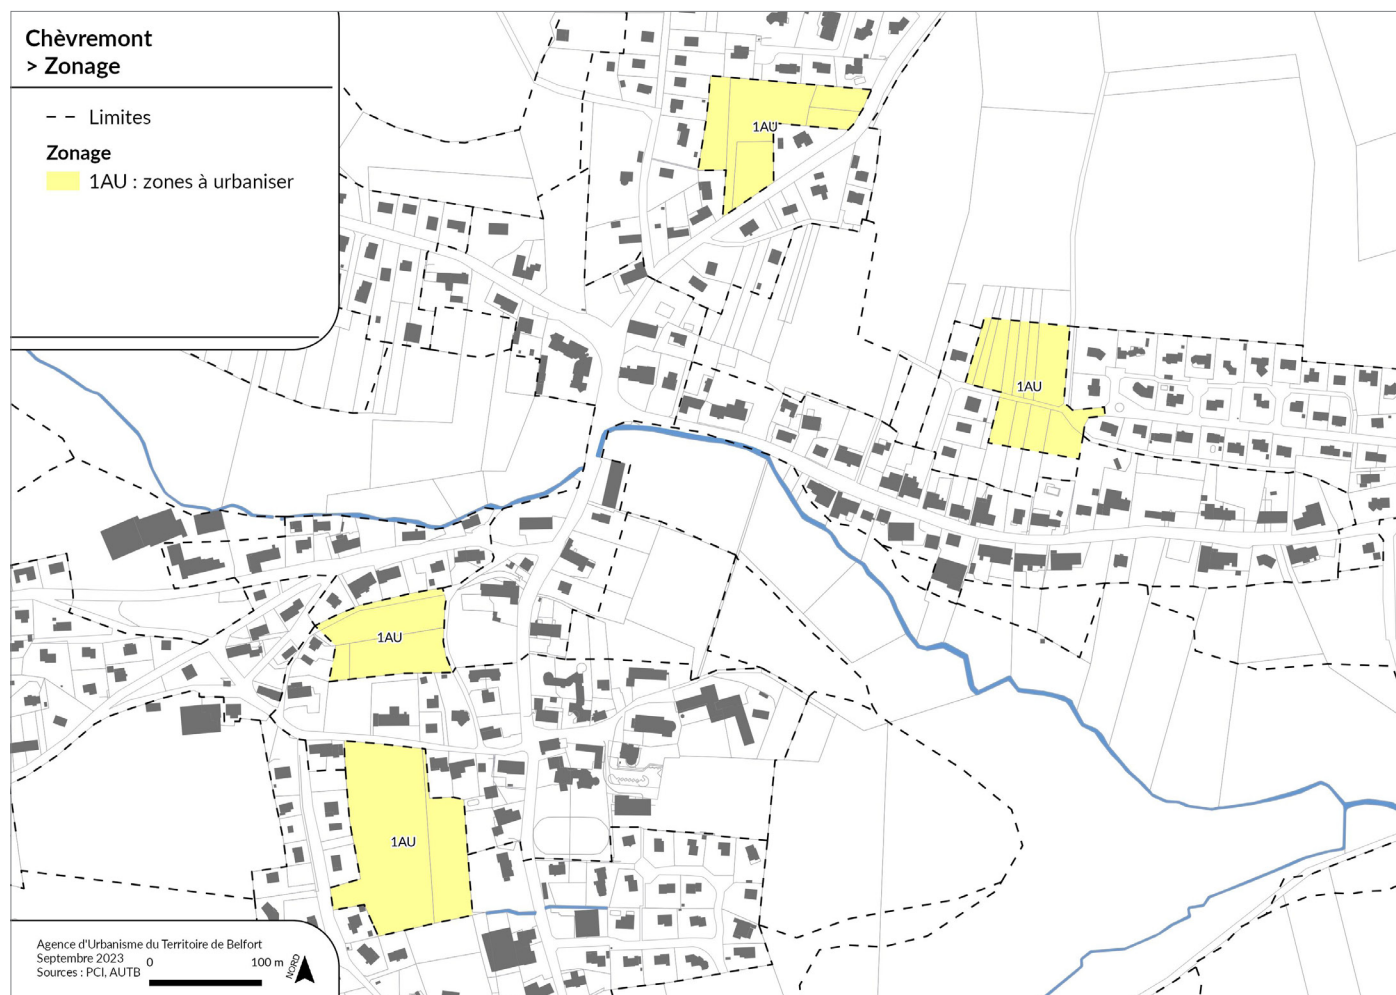 Chèvremont
> Zonage
Limites
Zonage
1AU : zones à urbaniser
1AU
1AU
1AU
1AU
Agence d'Urbanisme du Territoire de Belfort
Septembre 2023
Sources : PCI, AUTB
0 100 m
NORD